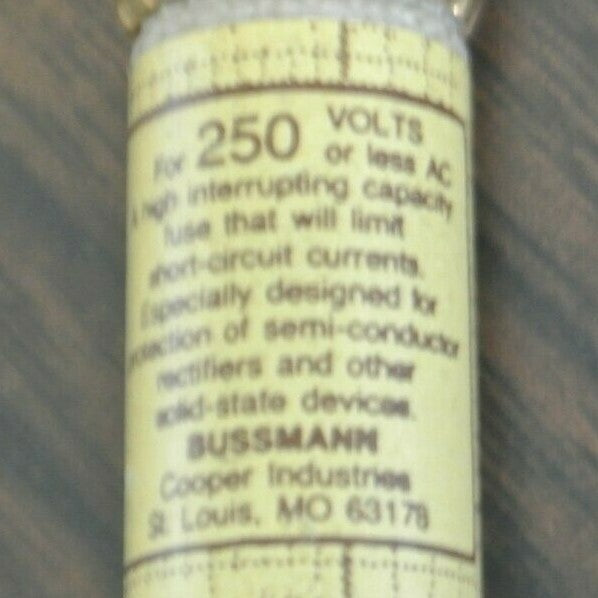 For 250 VOLTS
or less AC
A high interrupting capacity
fuse that will limit
short-circuit currents.
Especially designed for
protection of semi-conductor
rectifiers and other
solid-state devices.
BUSSMANN
Cooper Industries
St. Louis, MO 63178